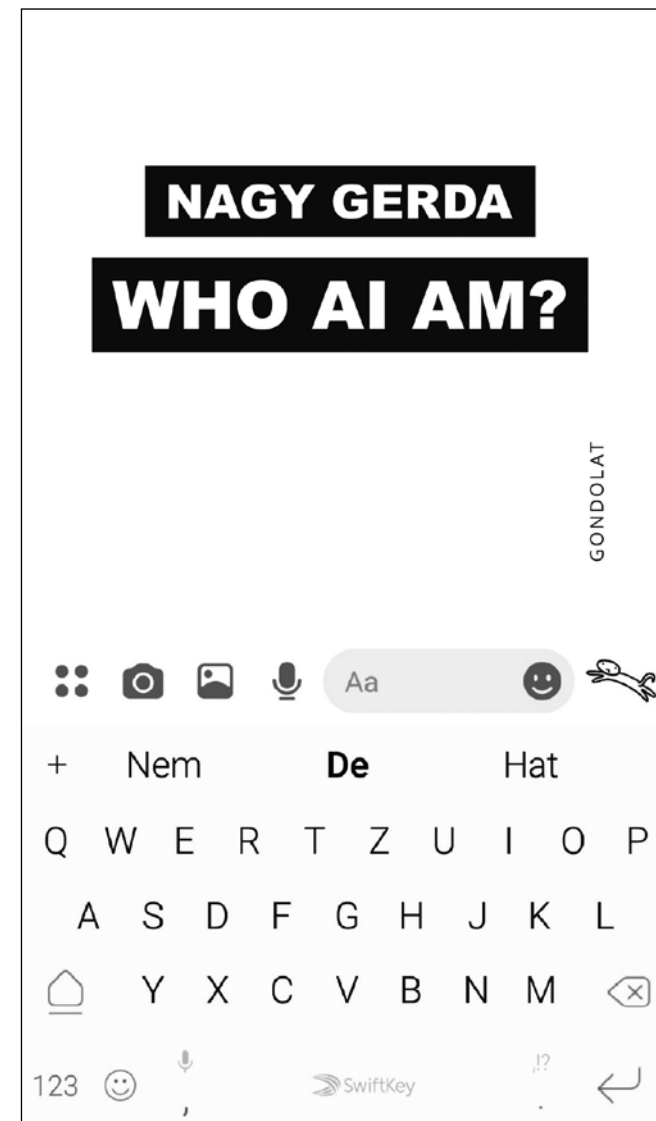 NAGY GERDA
WHO AI AM?
GONDOLAT
Aa
+ Nem De Hat
Q W E R T Z U I O P
A S D F G H J K L
Y X C V B N M
,!?
123 , SwiftKey .